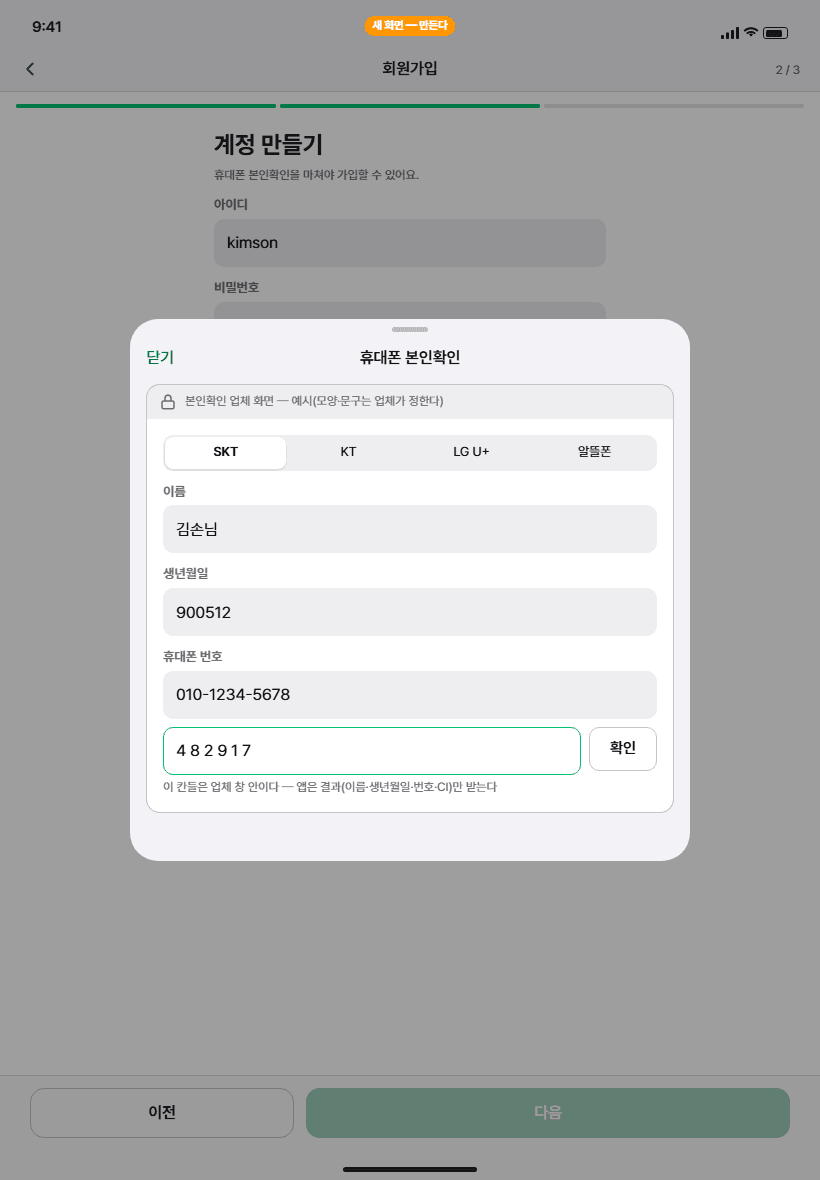 9:41
새 화면 — 만든다
회원가입
2 / 3
계정 만들기
휴대폰 본인확인을 마쳐야 가입할 수 있어요.
아이디
kimson
비밀번호
닫기
휴대폰 본인확인
본인확인 업체 화면 — 예시(모양·문구는 업체가 정한다)
SKT
KT
LG U+
알뜰폰
이름
김손님
생년월일
900512
휴대폰 번호
010-1234-5678
4 8 2 9 1 7
확인
이 칸들은 업체 창 안이다 — 앱은 결과(이름·생년월일·번호·CI)만 받는다
이전
다음